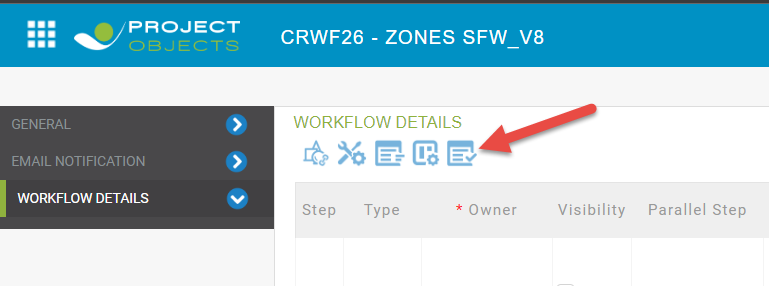 PROJECT
OBJECTS
CRWF26 - ZONES SFW_V8
GENERAL
EMAIL NOTIFICATION
WORKFLOW DETAILS
WORKFLOW DETAILS
Step Type * Owner Visibility Parallel Step